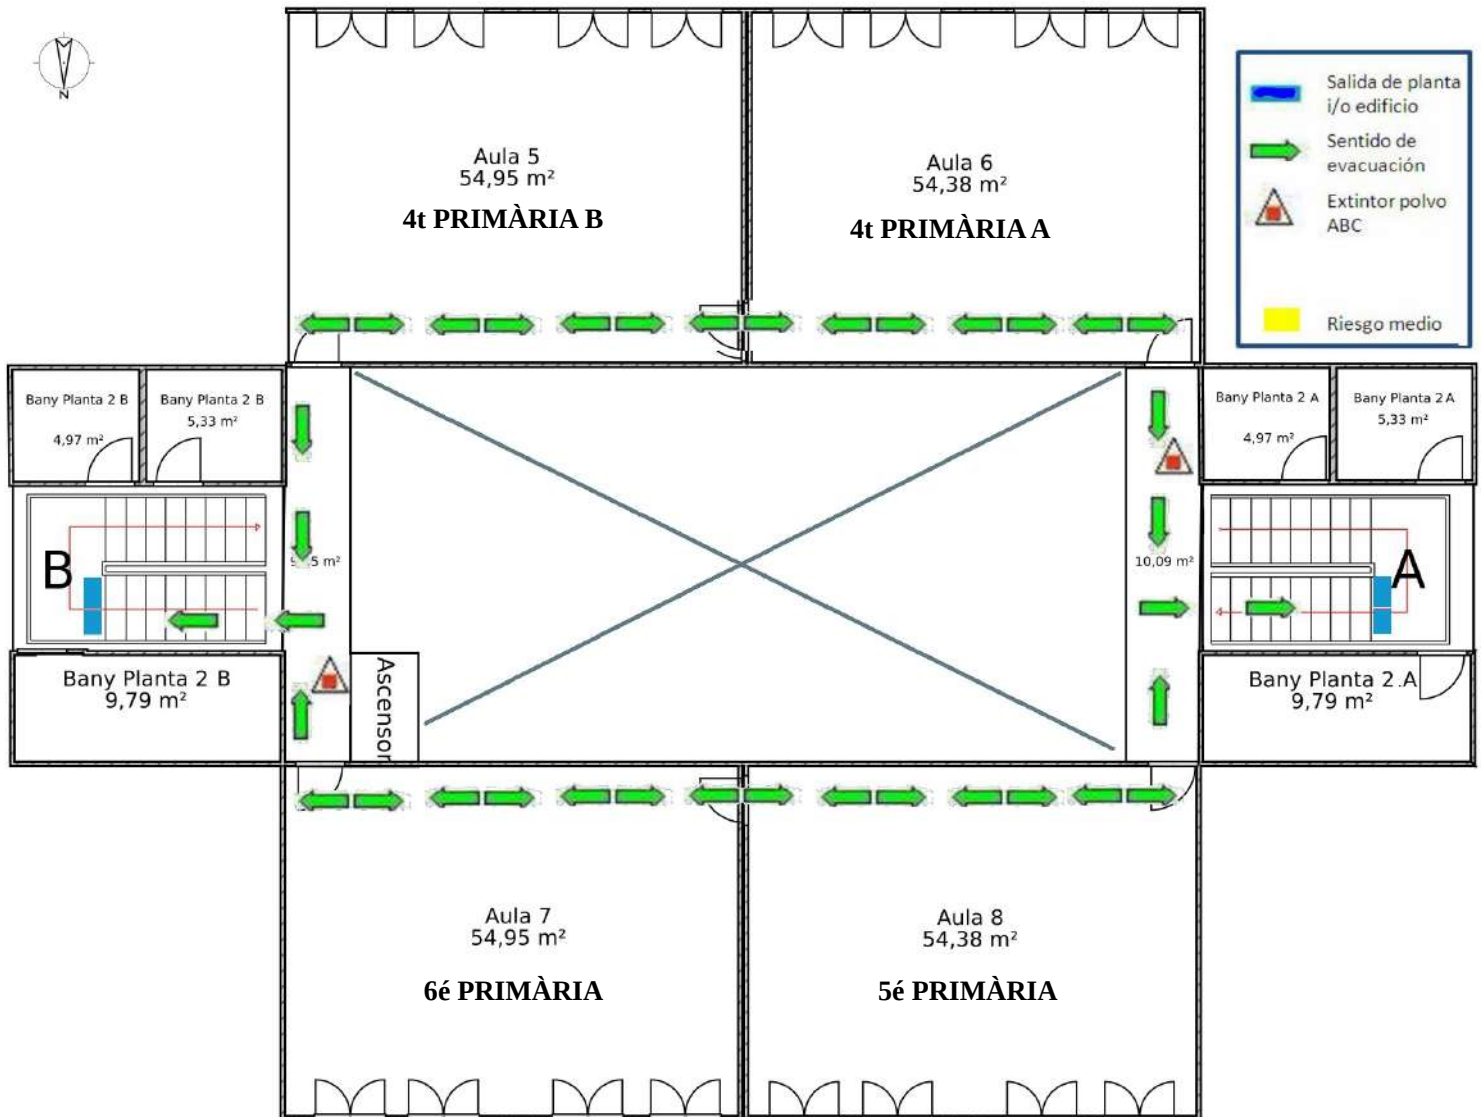 N
Aula 5
54,95 m²
4t PRIMÀRIA B
Aula 6
54,38 m²
4t PRIMÀRIA A
Salida de planta
i/o edificio
Sentido de
evacuación
Extintor polvo
ABC
Riesgo medio
Bany Planta 2 B
4,97 m²
Bany Planta 2 B
5,33 m²
Bany Planta 2 A
4,97 m²
Bany Planta 2 A
5,33 m²
B
m²
10,09 m²
A
Bany Planta 2 B
9,79 m²
Ascensor
Bany Planta 2.A
9,79 m²
Aula 7
54,95 m²
6é PRIMÀRIA
Aula 8
54,38 m²
5é PRIMÀRIA